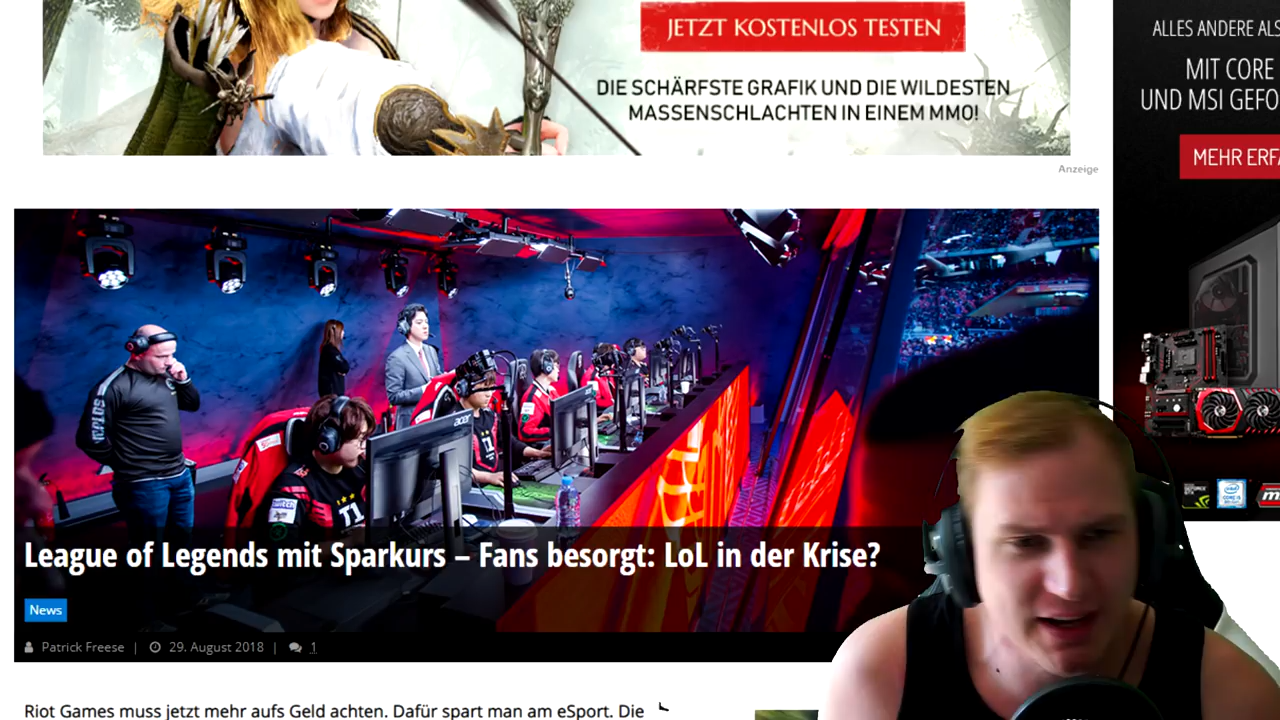 JETZT KOSTENLOS TESTEN
DIE SCHÄRFSTE GRAFIK UND DIE WILDESTEN
MASSENSCHLACHTEN IN EINEM MMO!
Anzeige
ALLES ANDERE ALS
MIT CORE
UND MSI GEFO
MEHR ERFA
acer
T1
League of Legends mit Sparkurs – Fans besorgt: LoL in der Krise?
News
Patrick Freese | 29. August 2018 | 1
Riot Games muss jetzt mehr aufs Geld achten. Dafür spart man am eSport. Die